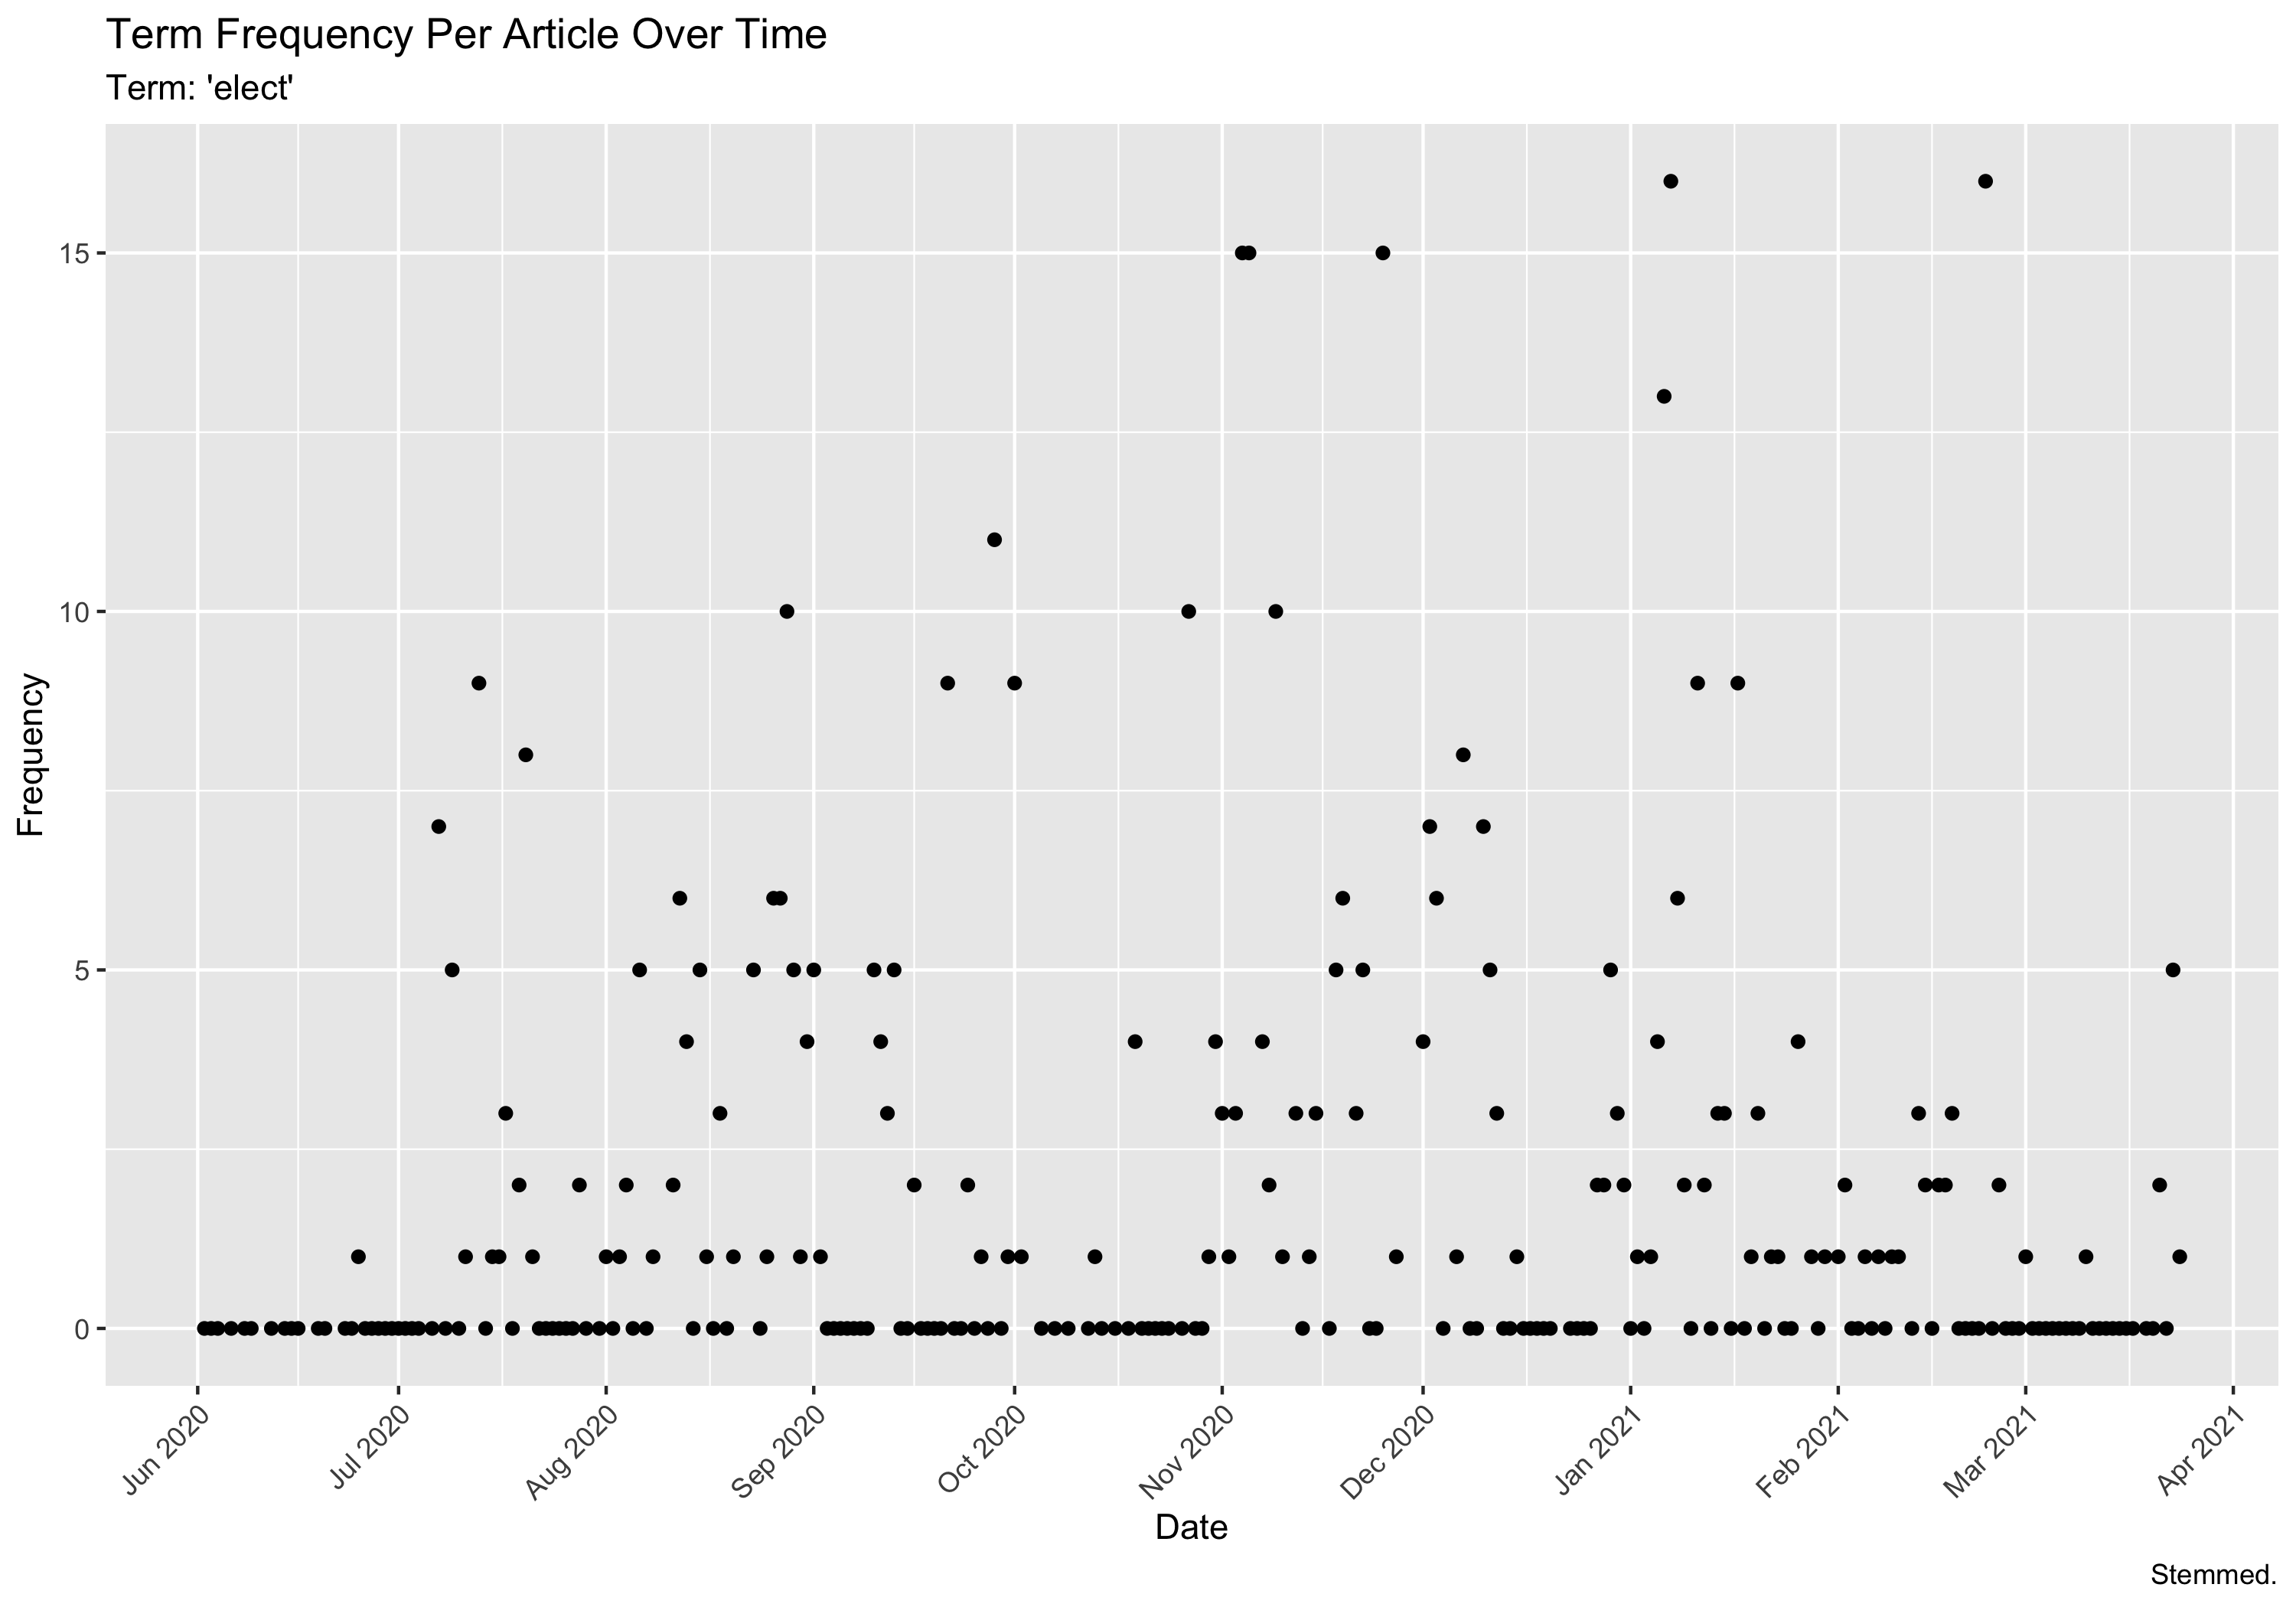 Term Frequency Per Article Over Time
Term: 'elect'
Frequency
15
10
5
0
Jun 2020
Jul 2020
Aug 2020
Sep 2020
Oct 2020
Nov 2020
Dec 2020
Jan 2021
Feb 2021
Mar 2021
Apr 2021
Date
Stemmed.